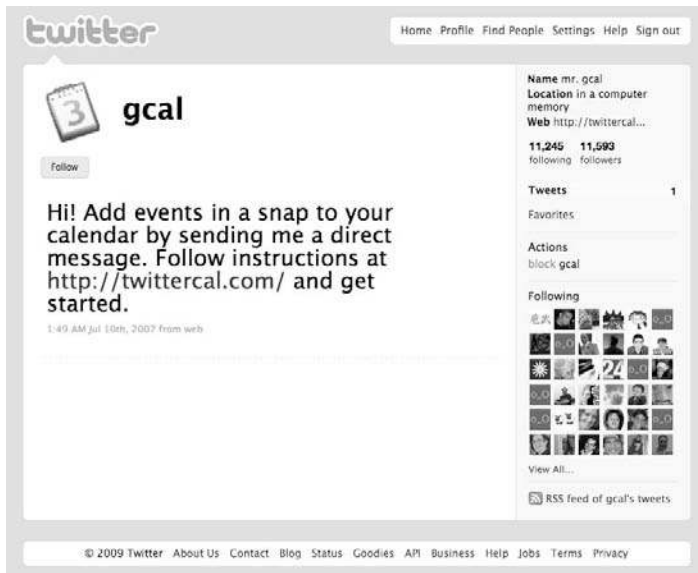 twitter
Home Profile Find People Settings Help Sign out
3
gcal
Follow
Hi! Add events in a snap to your
calendar by sending me a direct
message. Follow instructions at
http://twittercal.com/ and get
started.
1:49 AM Jul 10th, 2007 from web
Name mr. gcal
Location in a computer
memory
Web http://twittercal...
11,245 11,593
following followers
Tweets 1
Favorites
Actions
block gcal
Following
o_O
24
View All...
RSS feed of gcal's tweets
© 2009 Twitter About Us Contact Blog Status Goodies API Business Help Jobs Terms Privacy